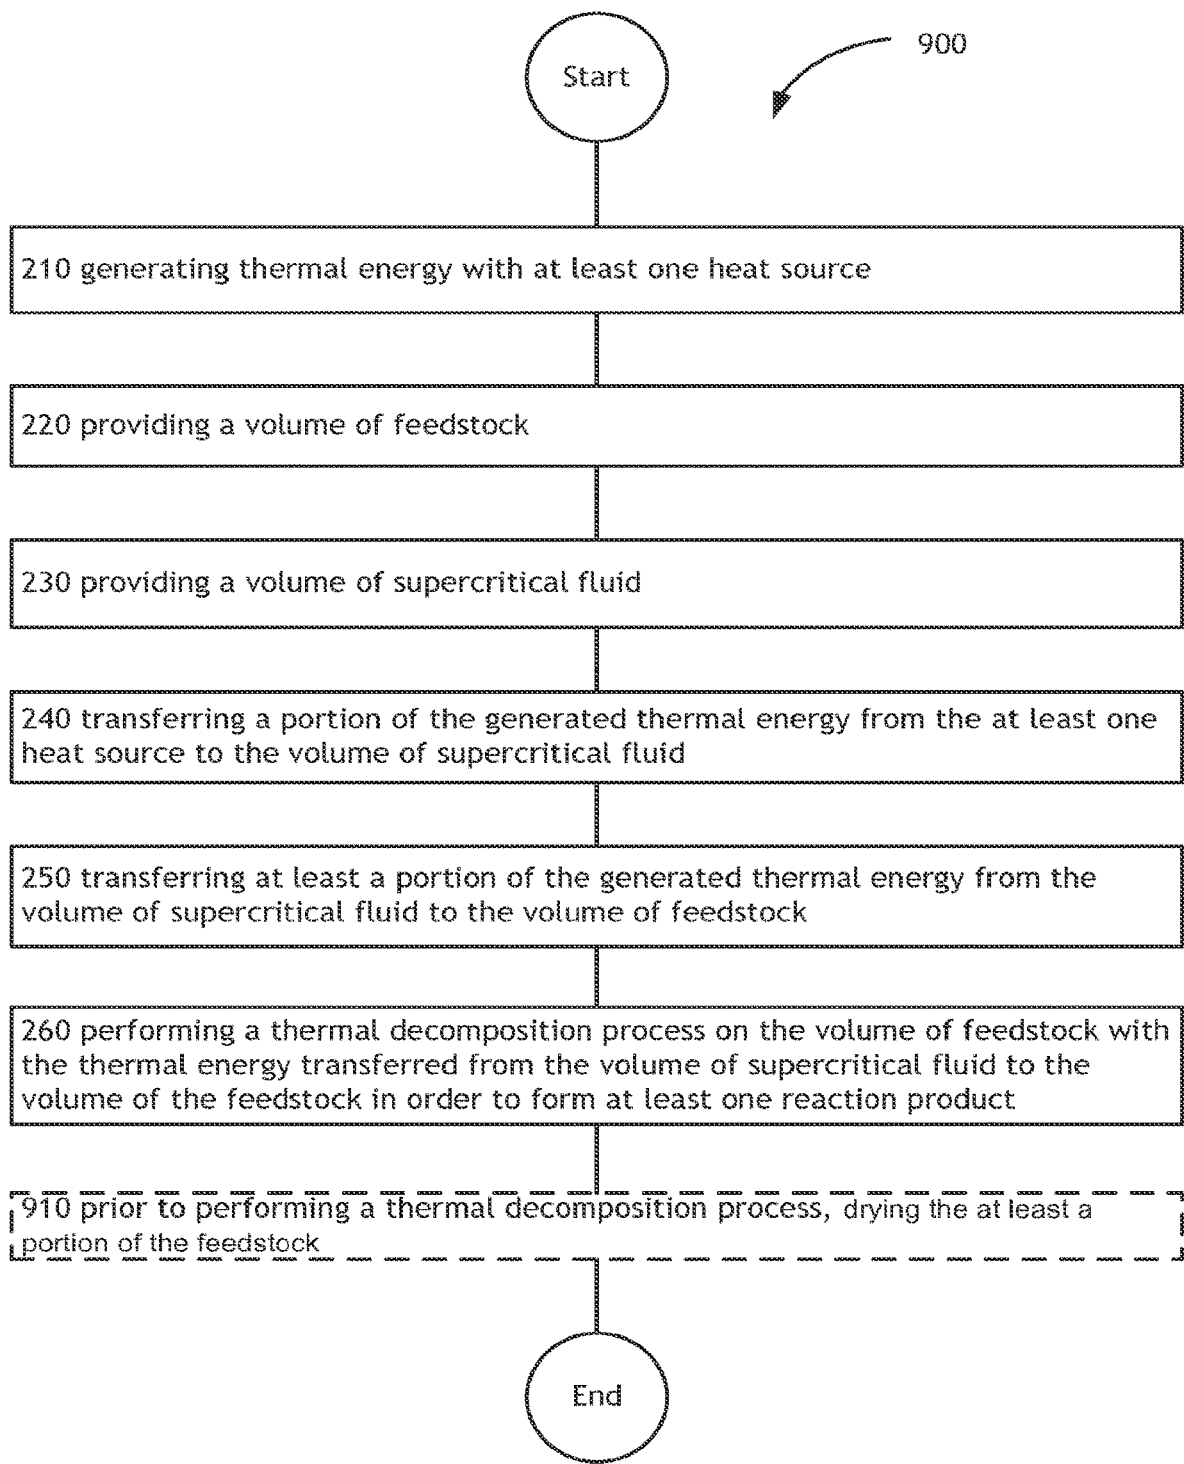 Start
900
210 generating thermal energy with at least one heat source
220 providing a volume of feedstock
230 providing a volume of supercritical fluid
240 transferring a portion of the generated thermal energy from the at least one
heat source to the volume of supercritical fluid
250 transferring at least a portion of the generated thermal energy from the
volume of supercritical fluid to the volume of feedstock
260 performing a thermal decomposition process on the volume of feedstock with
the thermal energy transferred from the volume of supercritical fluid to the
volume of the feedstock in order to form at least one reaction product
910 prior to performing a thermal decomposition process, drying the at least a
portion of the feedstock
End